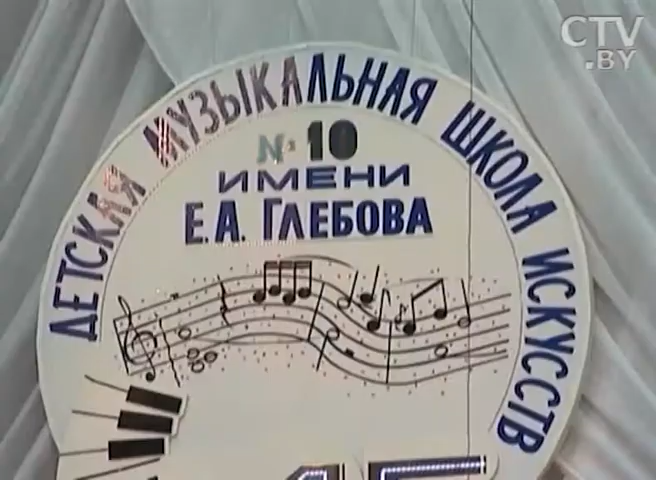 CTV
.BY
ДЕТСКАЯ МУЗЫКАЛЬНАЯ ШКОЛА ИСКУССТВ
№ 10
ИМЕНИ
Е.А. ГЛЕБОВА